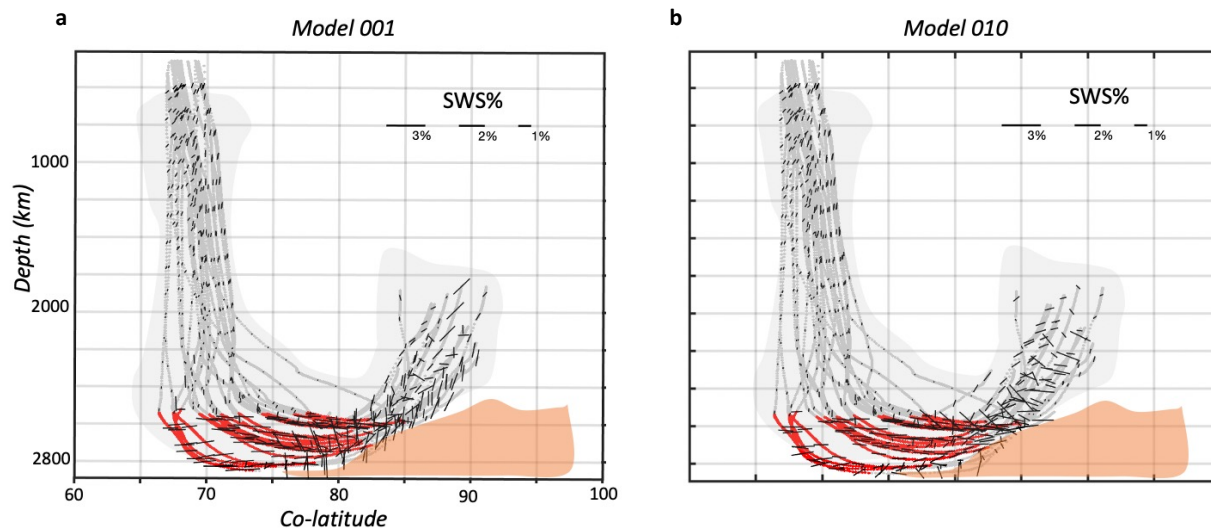 a
Model 001
b
Model 010
SWS%
3% 2% 1%
SWS%
3% 2% 1%
Depth (km)
1000
2000
2800
60 70 80 90 100
Co-latitude